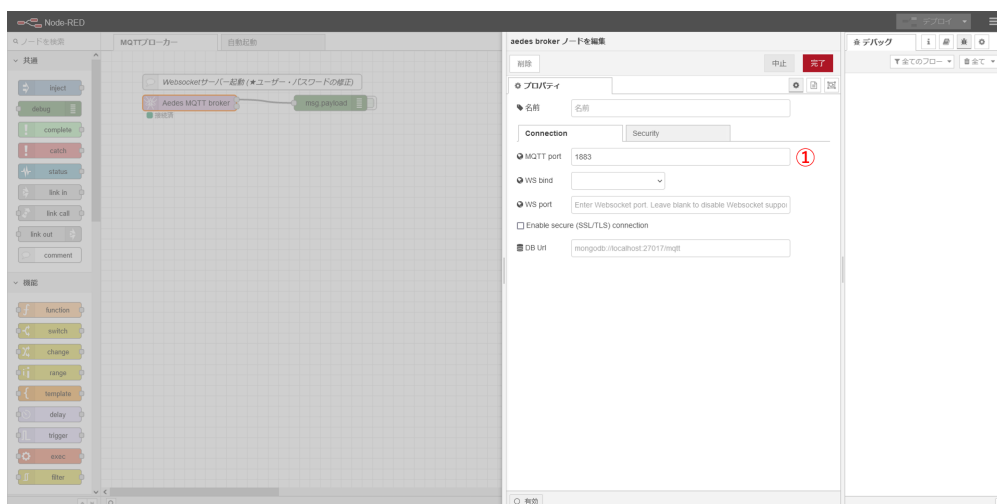 Node-RED
デプロイ
ノードを検索
MQTTブローカー
自動起動
aedes broker ノードを編集
デバッグ
i
削除
中止
完了
全てのフロー
全て
共通
inject
debug
complete
catch
status
link in
link call
link out
comment
機能
function
switch
change
range
template
delay
trigger
exec
filter
Websocketサーバー起動 (★ユーザー・パスワードの修正)
Aedes MQTT broker
msg.payload
接続済
プロパティ
名前
名前
Connection
Security
MQTT port
1883
①
WS bind
WS port
Enter Websocket port. Leave blank to disable Websocket suppor
Enable secure (SSL/TLS) connection
DB Url
mongodb://localhost:27017/mqtt
有効